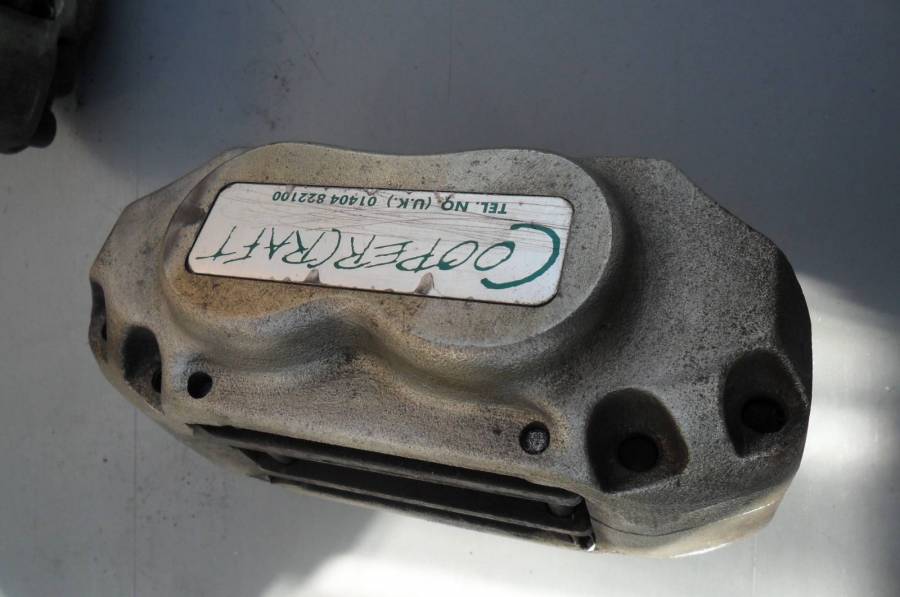 COOPERCRAFT
TEL. NO. (U.K.) 01404 822100